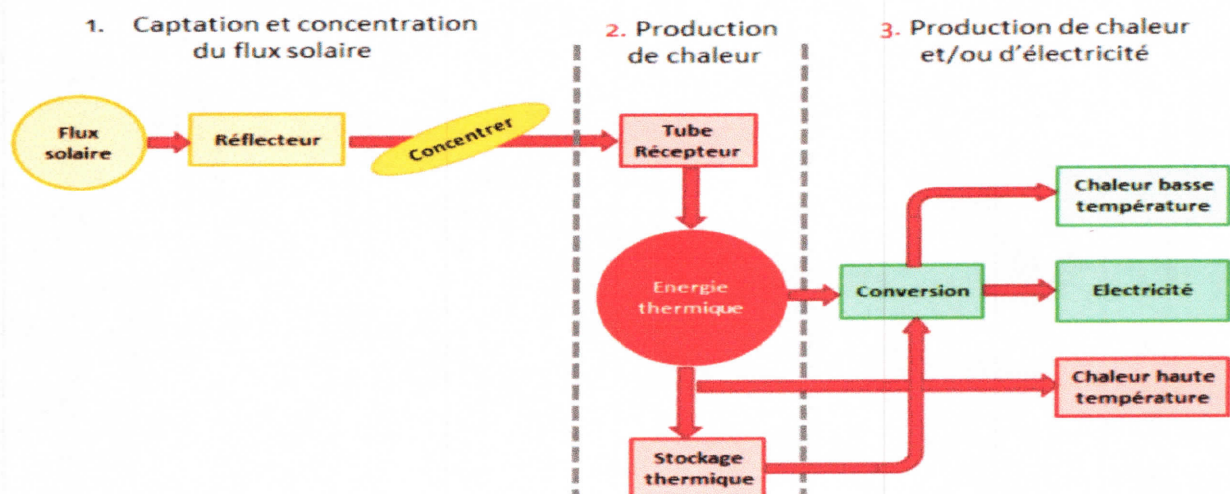 1. Captation et concentration
du flux solaire
2. Production
de chaleur
3. Production de chaleur
et/ou d'électricité
Flux
solaire
Réflecteur
Concentrer
Tube
Récepteur
Energie
thermique
Stockage
thermique
Conversion
Chaleur basse
température
Electricité
Chaleur haute
température